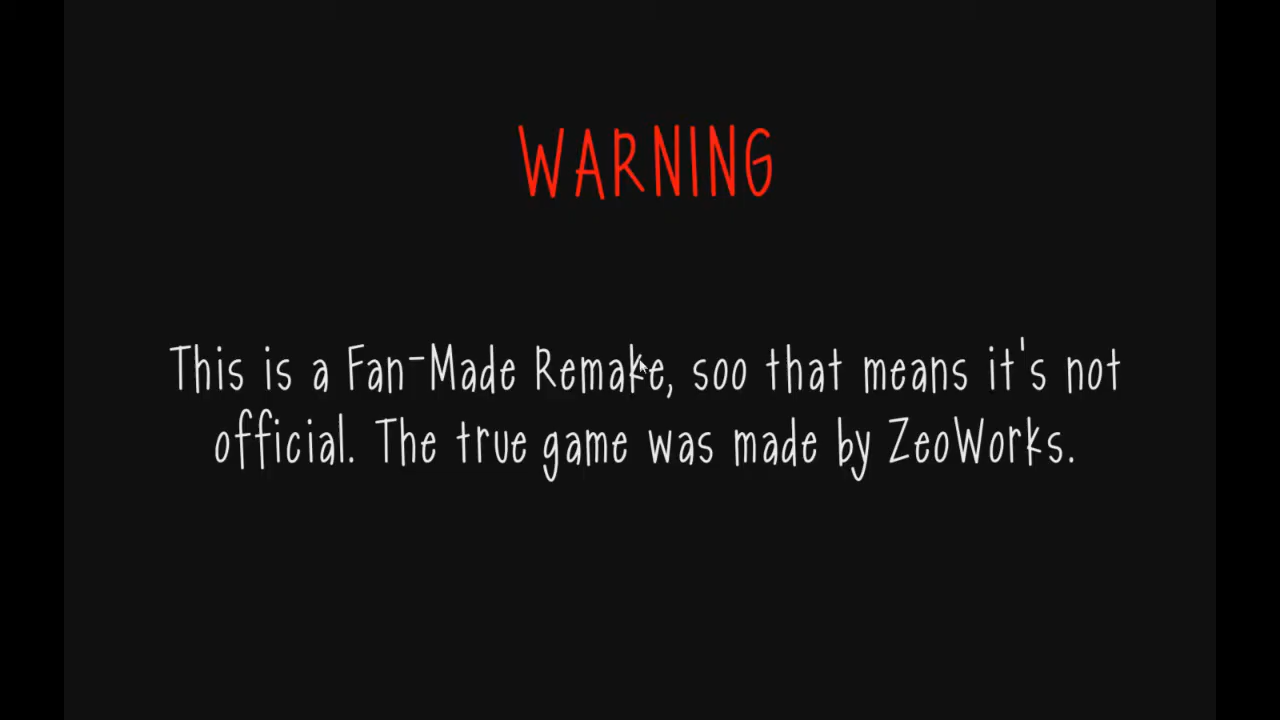 WARNING
This is a Fan-Made Remake, soo that means it's not
official. The true game was made by ZeoWorks.